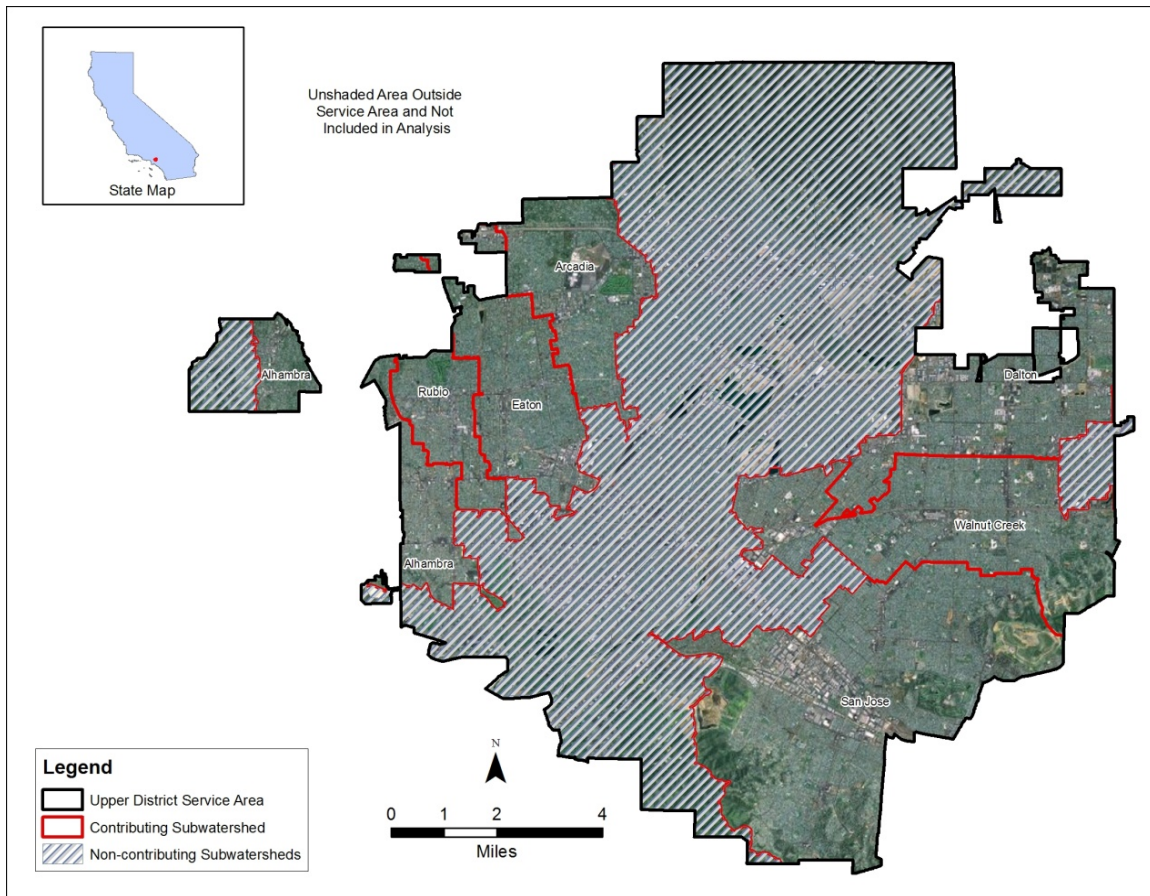 State Map
Unshaded Area Outside
Service Area and Not
Included in Analysis
Arcadia
Alhambra
Rubio
Eaton
Dalton
Walnut Creek
Alhambra
San Jose
Legend
Upper District Service Area
Contributing Subwatershed
Non-contributing Subwatersheds
N
0 1 2 4
Miles